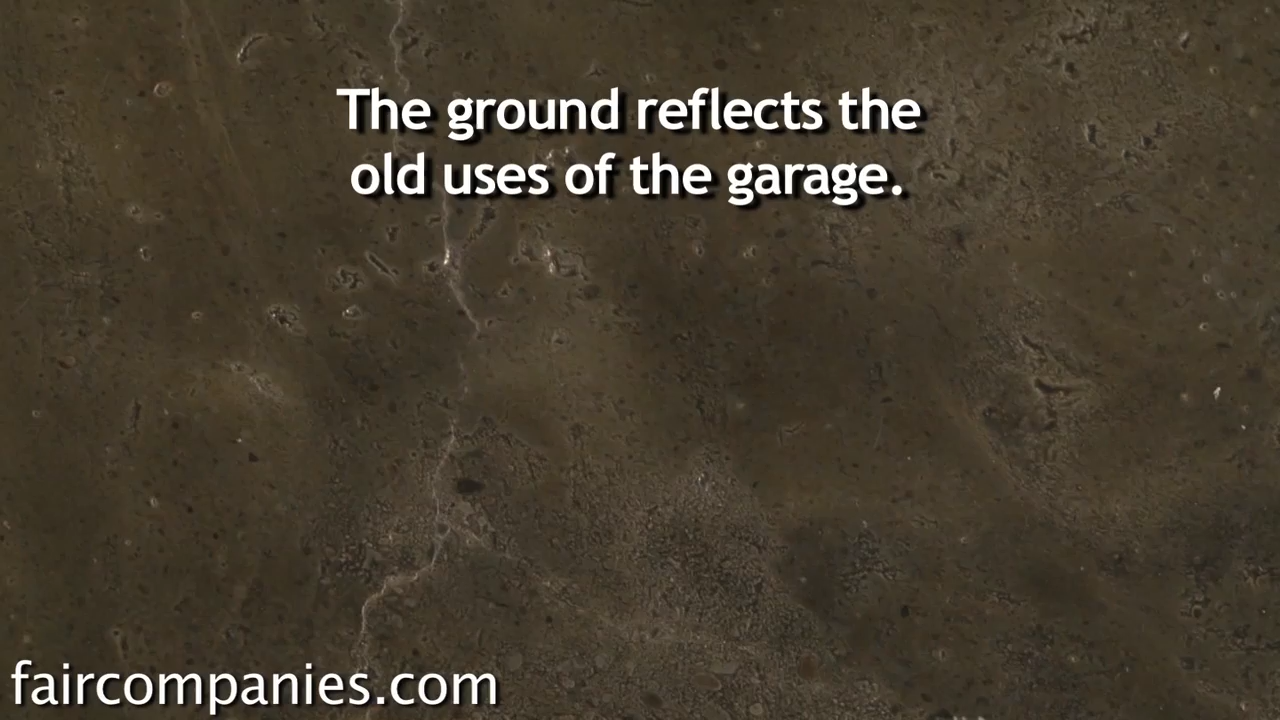 The ground reflects the
old uses of the garage.
faircompanies.com